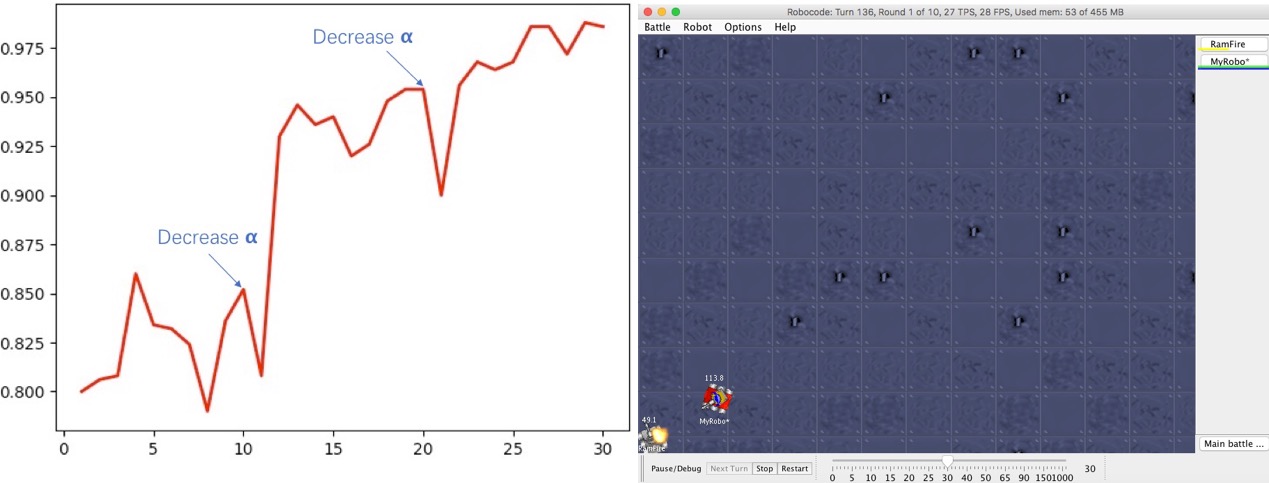 0.975
0.950
0.925
0.900
0.875
0.850
0.825
0.800
0 5 10 15 20 25 30
Decrease α
Decrease α
Robocode: Turn 136, Round 1 of 10, 27 TPS, 28 FPS, Used mem: 53 of 455 MB
Battle Robot Options Help
RamFire
MyRobo*
113.8
MyRobo*
49.1
RamFire
Main battle ...
Pause/Debug Next Turn Stop Restart
0 5 10 15 20 25 30 40 50 65 90 1501000
30